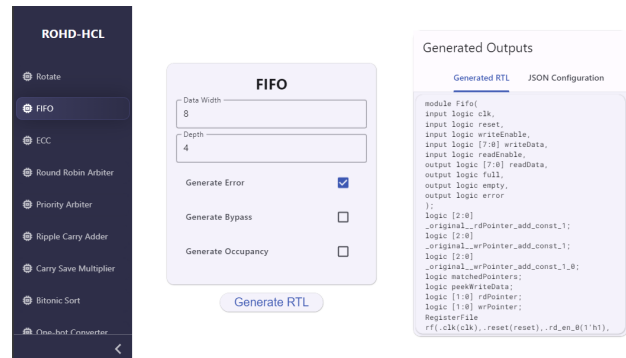 ROHD-HCL
Rotate
FIFO
ECC
Round Robin Arbiter
Priority Arbiter
Ripple Carry Adder
Carry Save Multiplier
Bitonic Sort
One-hot Converter
FIFO
Data Width
8
Depth
4
Generate Error
Generate Bypass
Generate Occupancy
Generate RTL
Generated Outputs
Generated RTL JSON Configuration
module Fifo(
input logic clk,
input logic reset,
input logic writeEnable,
input logic [7:0] writeData,
input logic readEnable,
output logic [7:0] readData,
output logic full,
output logic empty,
output logic error
);
logic [2:0]
_original__rdPointer_add_const_1;
logic [2:0]
_original__wrPointer_add_const_1;
logic [2:0]
_original__wrPointer_add_const_1_0;
logic matchedPointers;
logic peekWriteData;
logic [1:0] rdPointer;
logic [1:0] wrPointer;
RegisterFile
rf(.clk(clk),.reset(reset),.rd_en_0(1'h1),